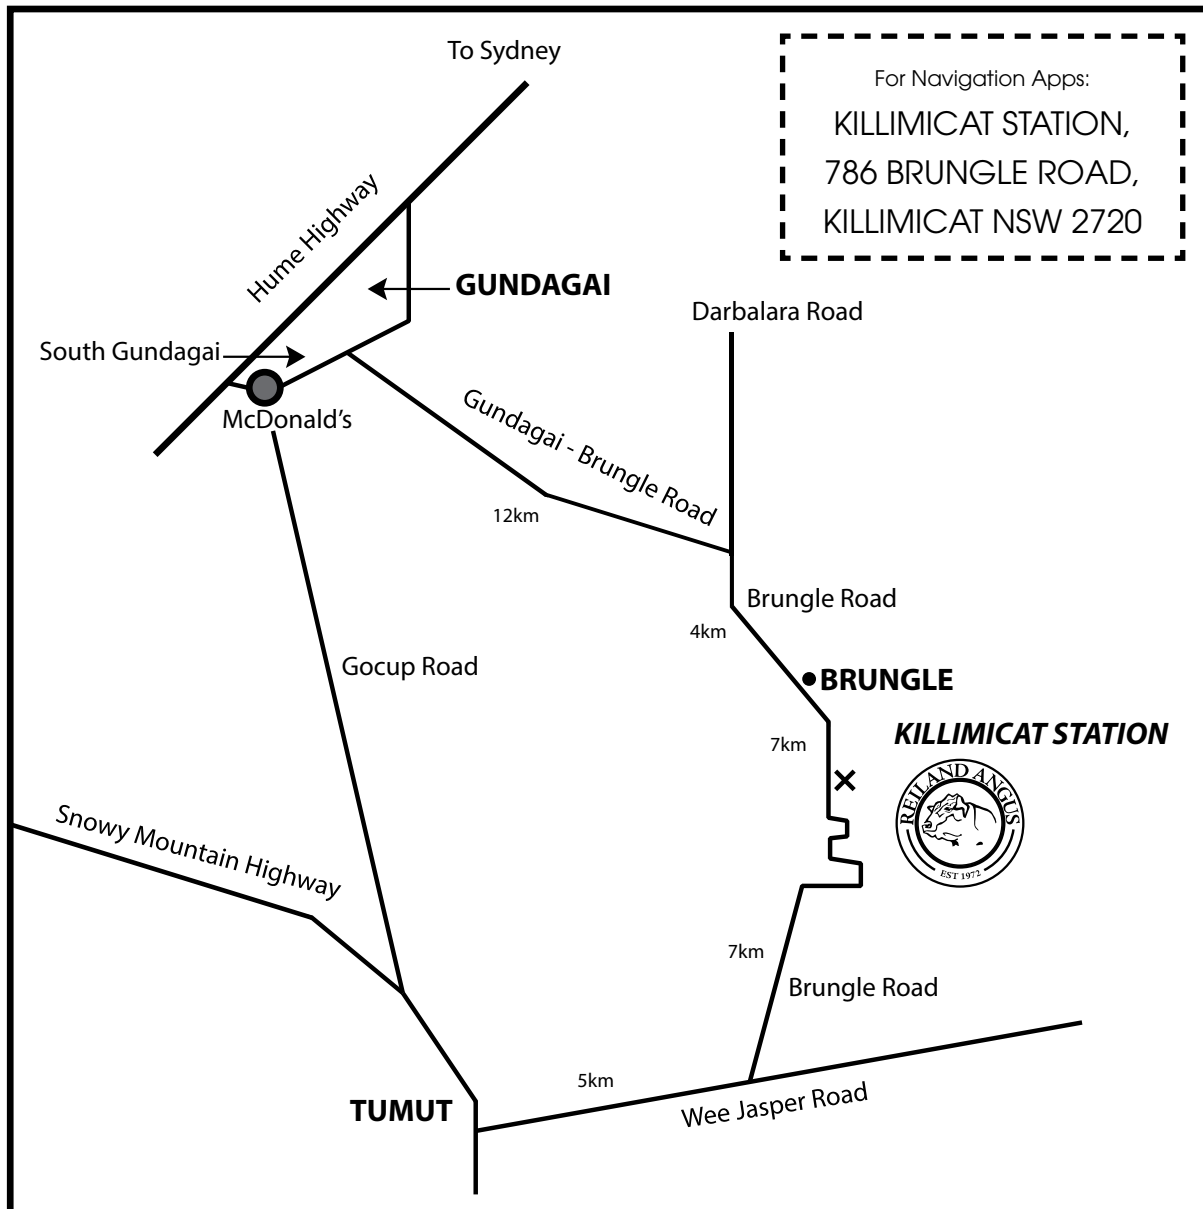 To Sydney
For Navigation Apps:
KILLIMICAT STATION,
786 BRUNGLE ROAD,
KILLIMICAT NSW 2720
Hume Highway
GUNDAGAI
Darbalara Road
South Gundagai
McDonald's
Gundagai - Brungle Road
12km
Brungle Road
4km
Gocup Road
BRUNGLE
KILLIMICAT STATION
7km
REILAND ANGUS
EST 1972
Snowy Mountain Highway
7km
Brungle Road
5km
Wee Jasper Road
TUMUT